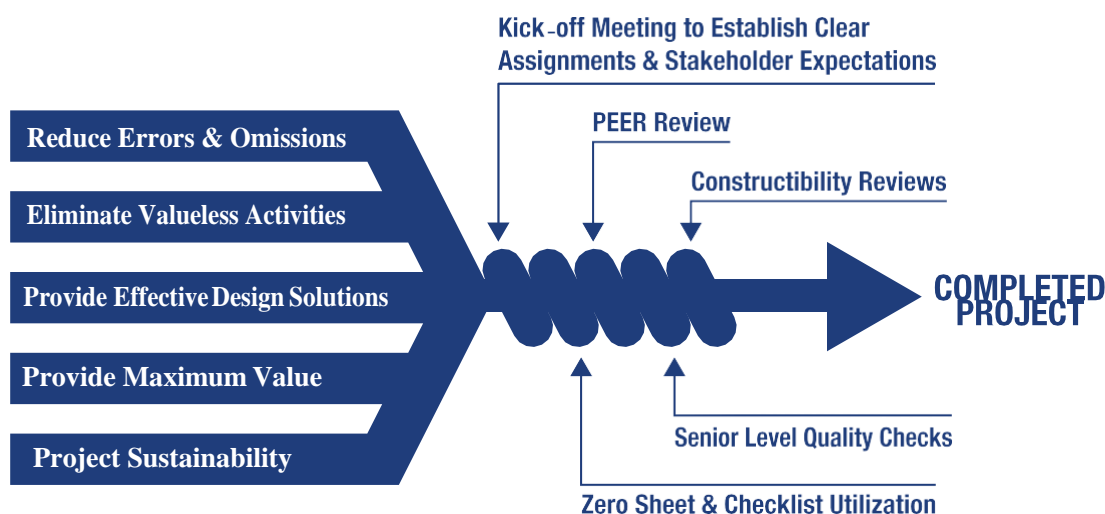 Kick-off Meeting to Establish Clear
Assignments & Stakeholder Expectations
PEER Review
Constructibility Reviews
Reduce Errors & Omissions
Eliminate Valueless Activities
Provide Effective Design Solutions
Provide Maximum Value
Project Sustainability
COMPLETED
PROJECT
Senior Level Quality Checks
Zero Sheet & Checklist Utilization